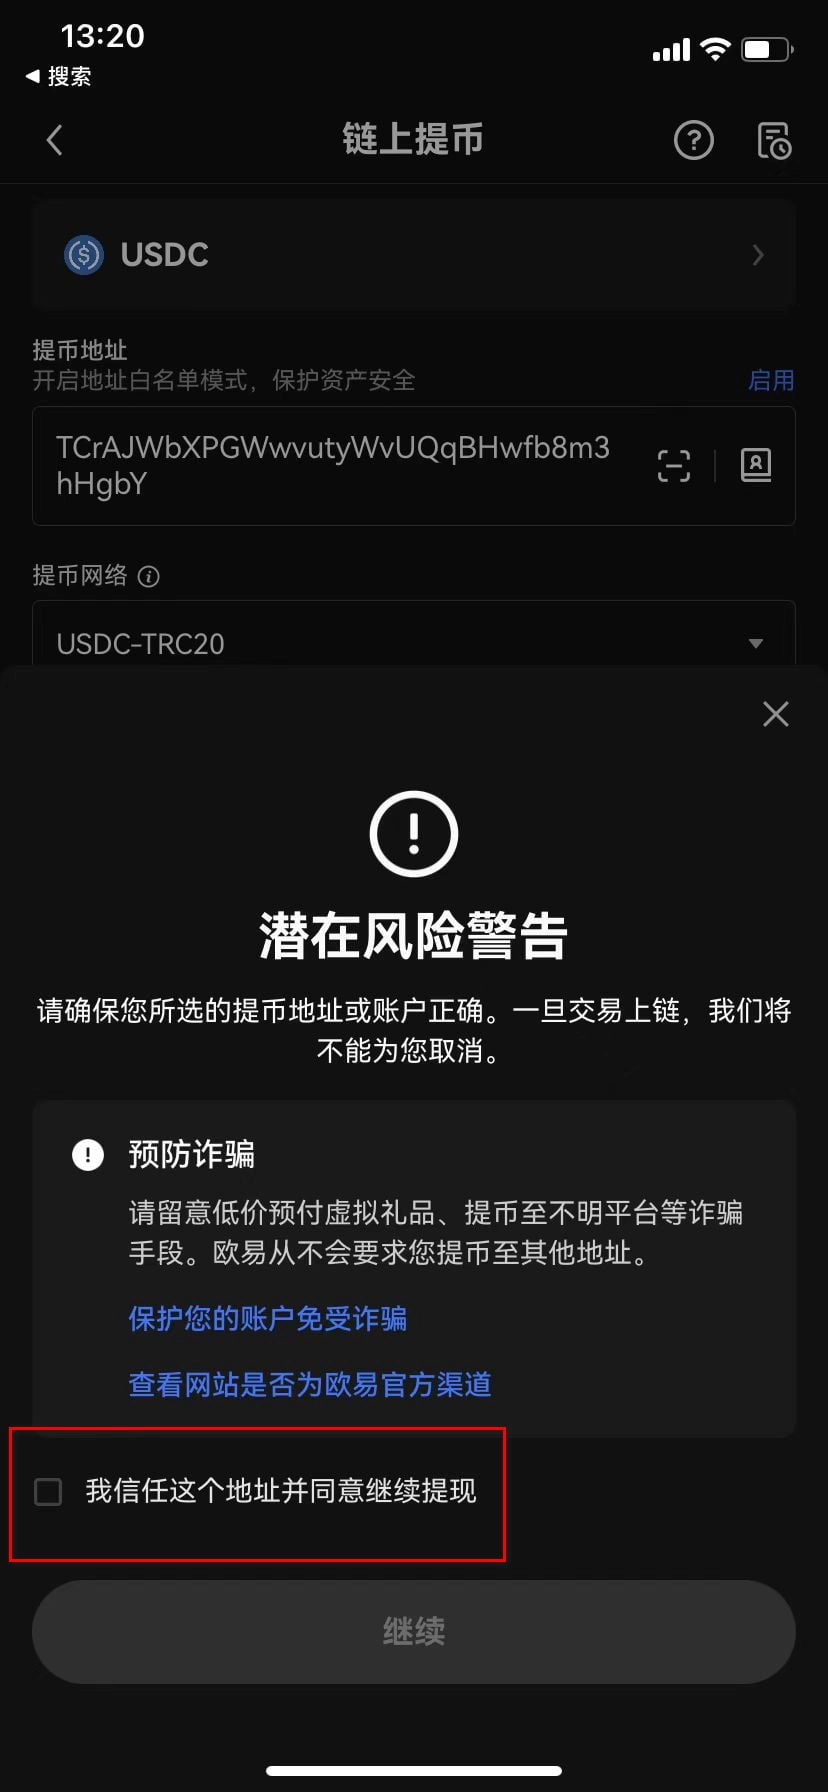 13:20
搜索
链上提币
USDC
提币地址
开启地址白名单模式，保护资产安全
启用
TCrAJWbXPGWwvutyWvUQqBHwfb8m3
hHgbY
提币网络
USDC-TRC20
潜在风险警告
请确保您所选的提币地址或账户正确。一旦交易上链，我们将
不能为您取消。
预防诈骗
请留意低价预付虚拟礼品、提币至不明平台等诈骗
手段。欧易从不会要求您提币至其他地址。
保护您的账户免受诈骗
查看网站是否为欧易官方渠道
我信任这个地址并同意继续提现
继续